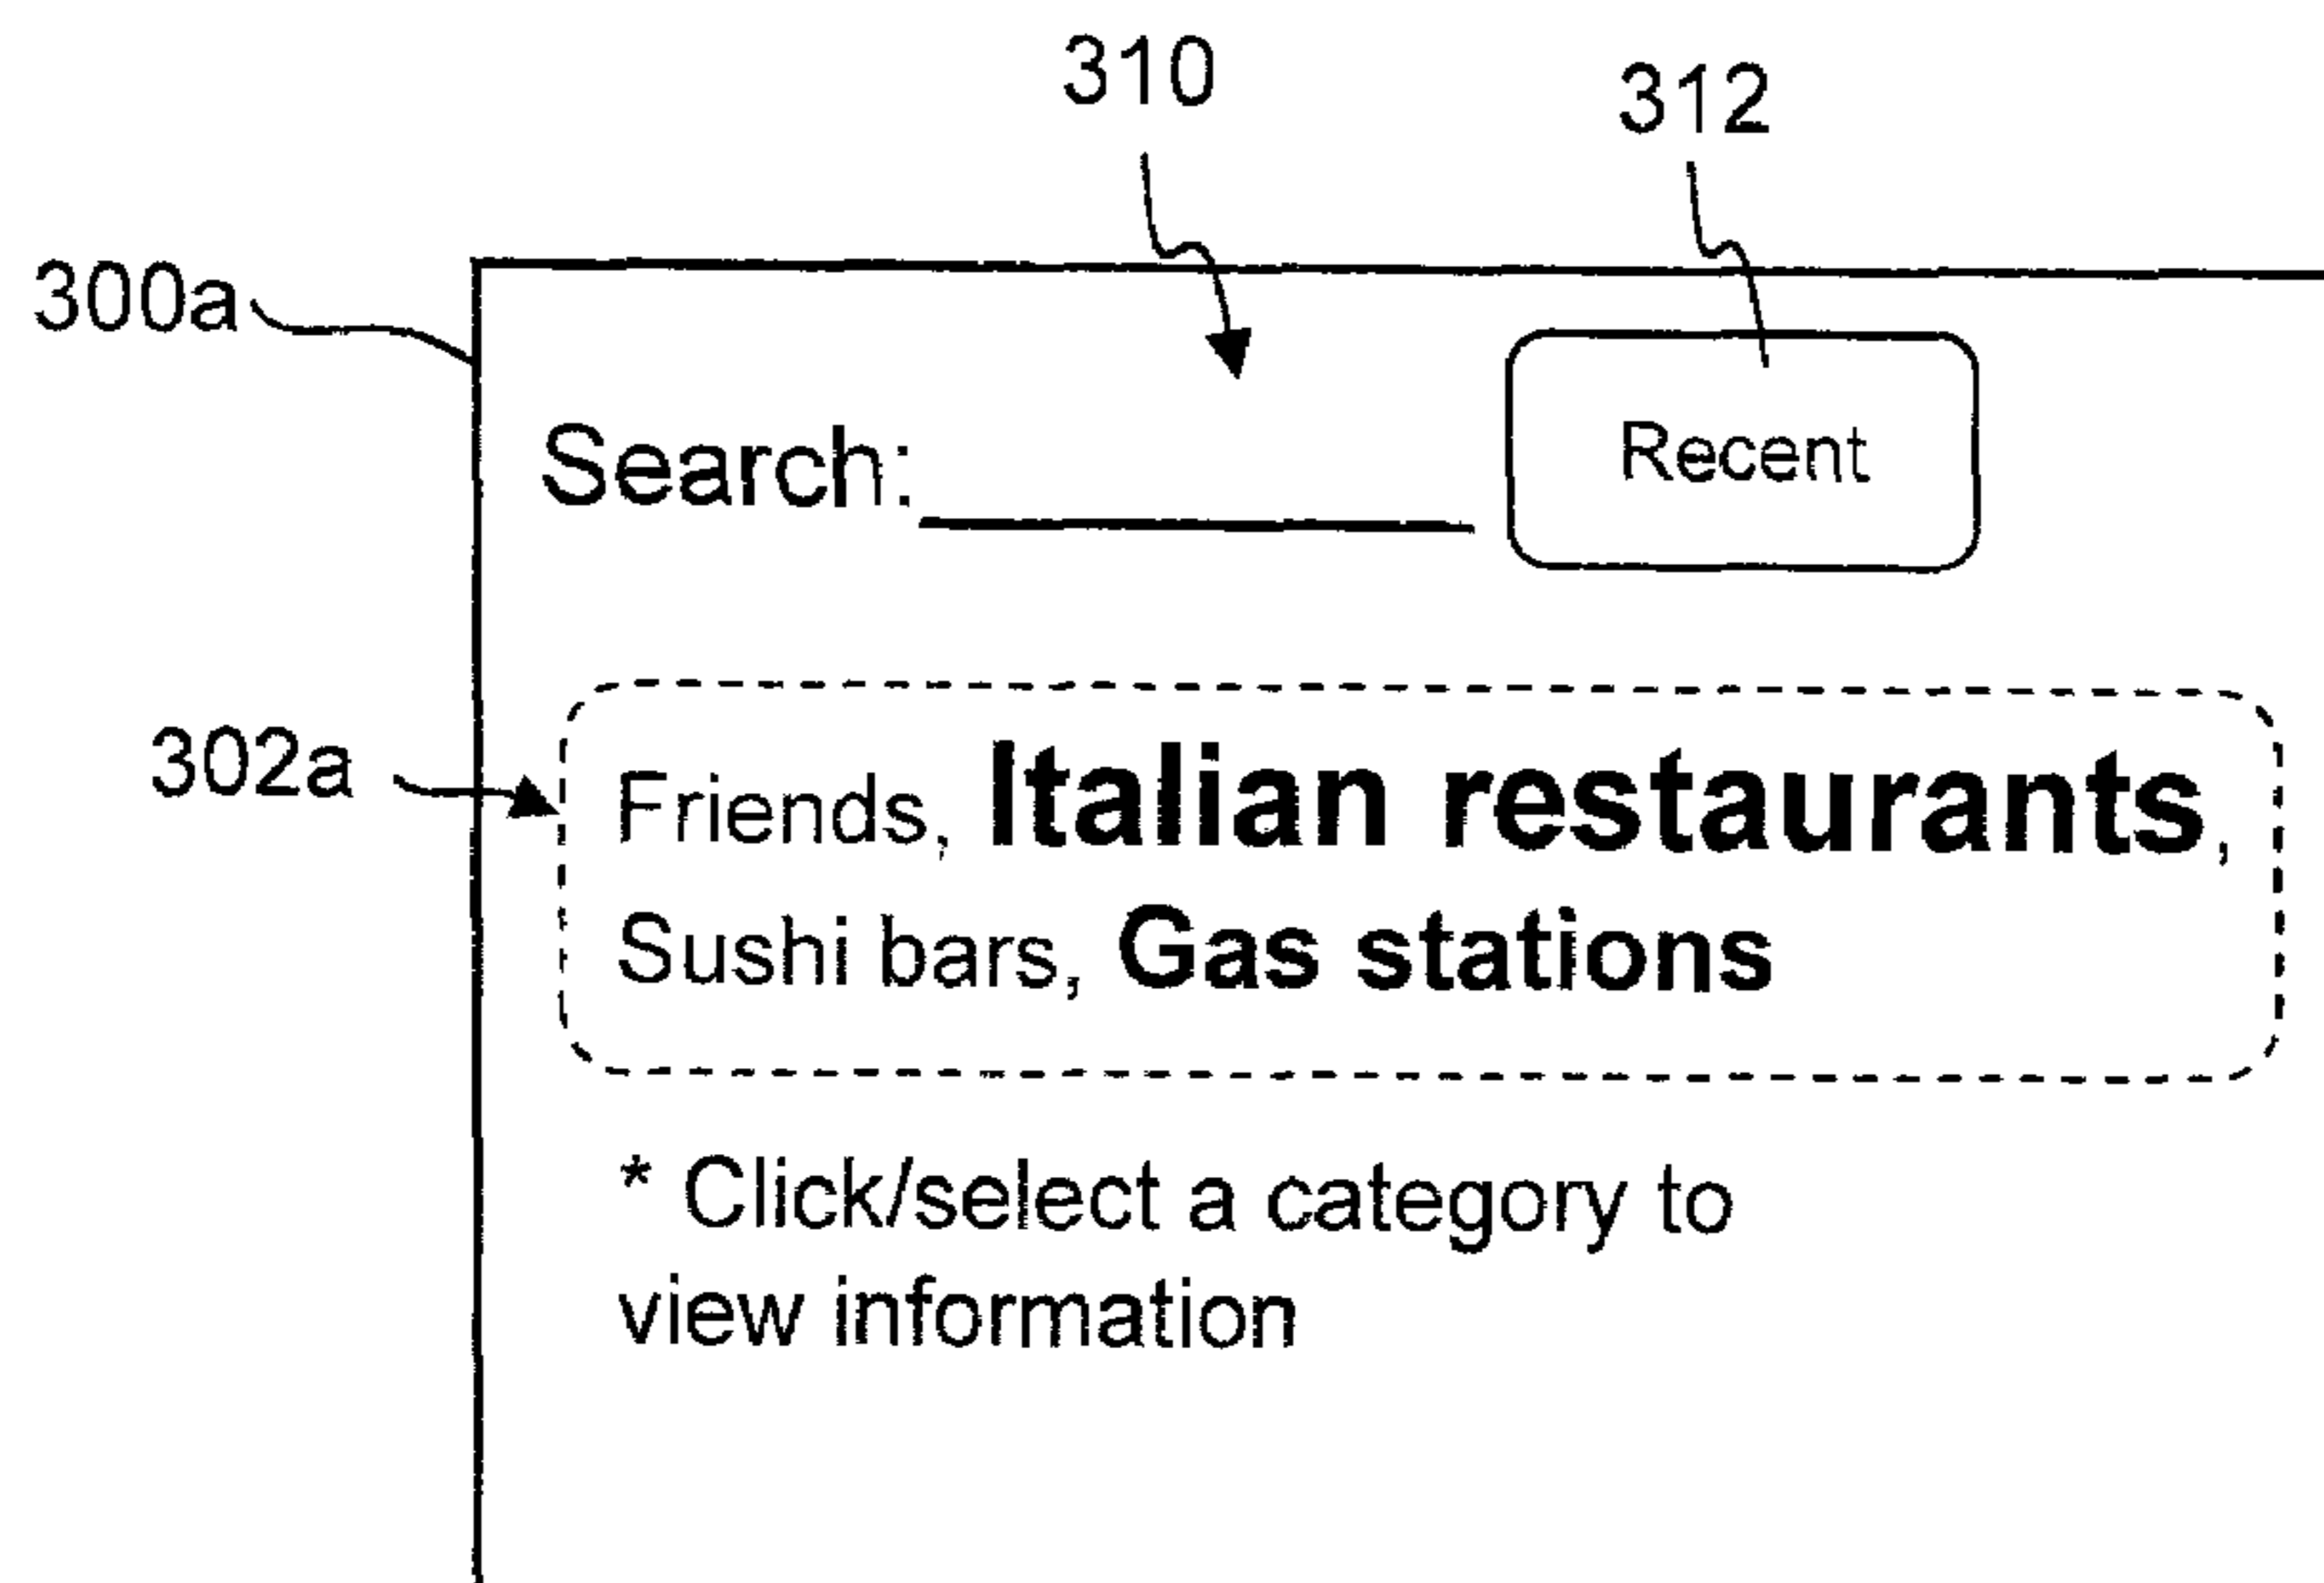 310
312
300a
Search: Recent
302a
Friends, Italian restaurants,
Sushi bars, Gas stations
* Click/select a category to
view information